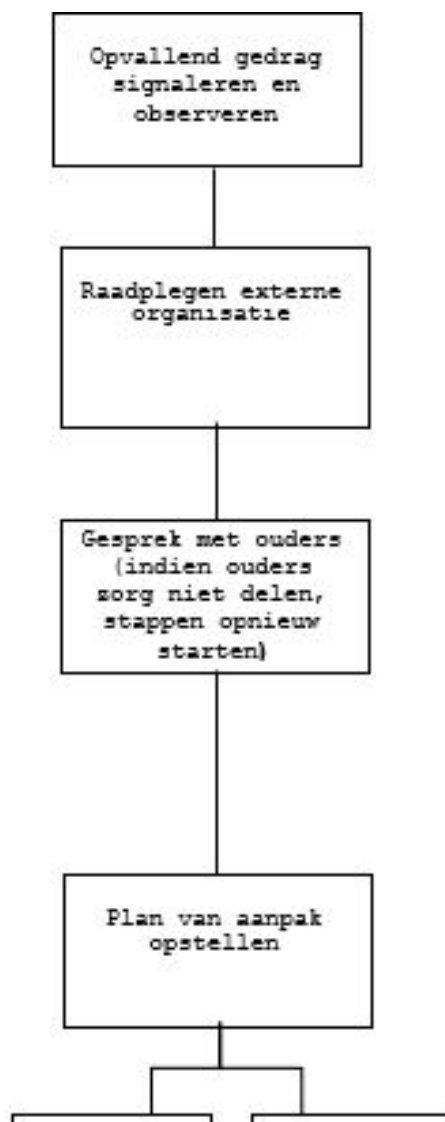 Opvallend gedrag
signaleren en
observeren
Raadplegen externe
organisatie
Gesprek met ouders
(indien ouders
zorg niet delen,
stappen opnieuw
starten)
Plan van aanpak
opstellen